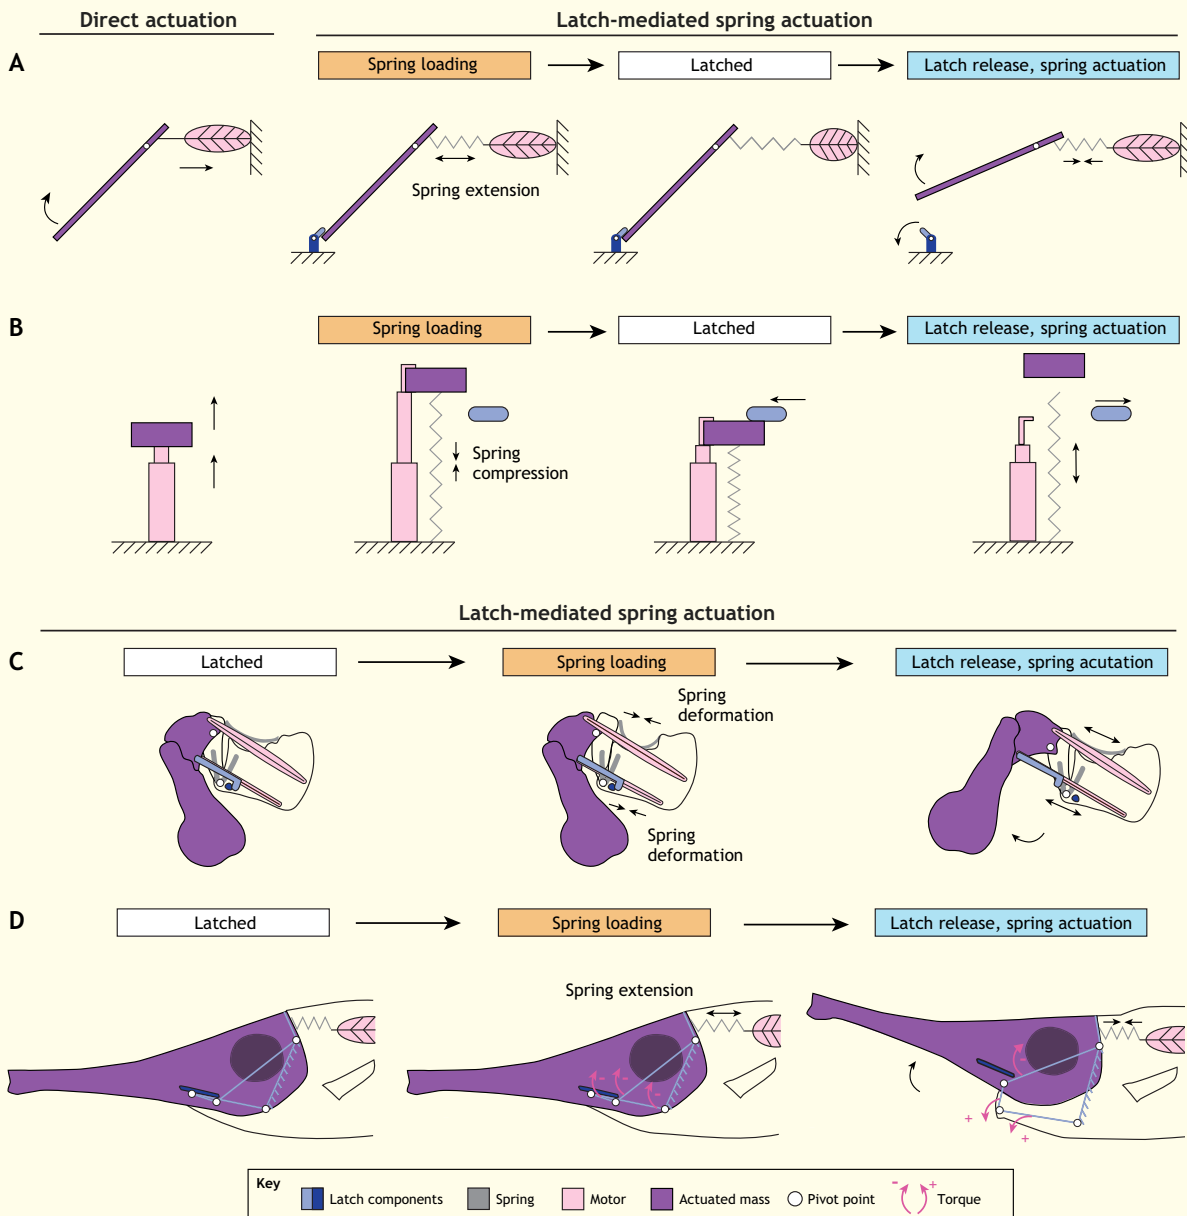 Direct actuation
Latch-mediated spring actuation
A
Spring loading
Latched
Latch release, spring actuation
Spring extension
B
Spring loading
Latched
Latch release, spring actuation
Spring
compression
Latch-mediated spring actuation
C
Latched
Spring loading
Latch release, spring acutation
Spring
deformation
Spring
deformation
D
Latched
Spring loading
Latch release, spring actuation
Spring extension
- - -
-
+
+
Key
Latch components
Spring
Motor
Actuated mass
Pivot point
- +
Torque